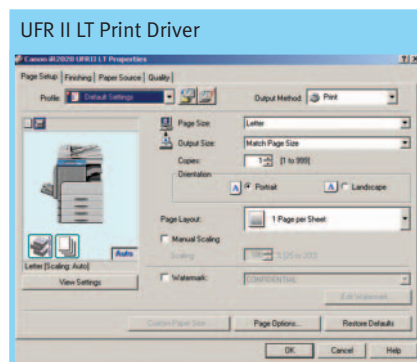 UFR II LT Print Driver
Canon iR2020 UFRII LT Properties
Page Setup Finishing Paper Source Quality
Profile: Default Settings Output Method: Print
Page Size: Letter
Output Size: Match Page Size
Copies: 1 [1 to 999]
Orientation
A Portrait A Landscape
Page Layout: 1 Page per Sheet
Manual Scaling
Auto
Scaling: 100 % [25 to 200]
Letter [Scaling: Auto]
Watermark: CONFIDENTIAL
View Settings
Edit Watermark...
Custom Paper Size... Page Options... Restore Defaults
OK Cancel Help